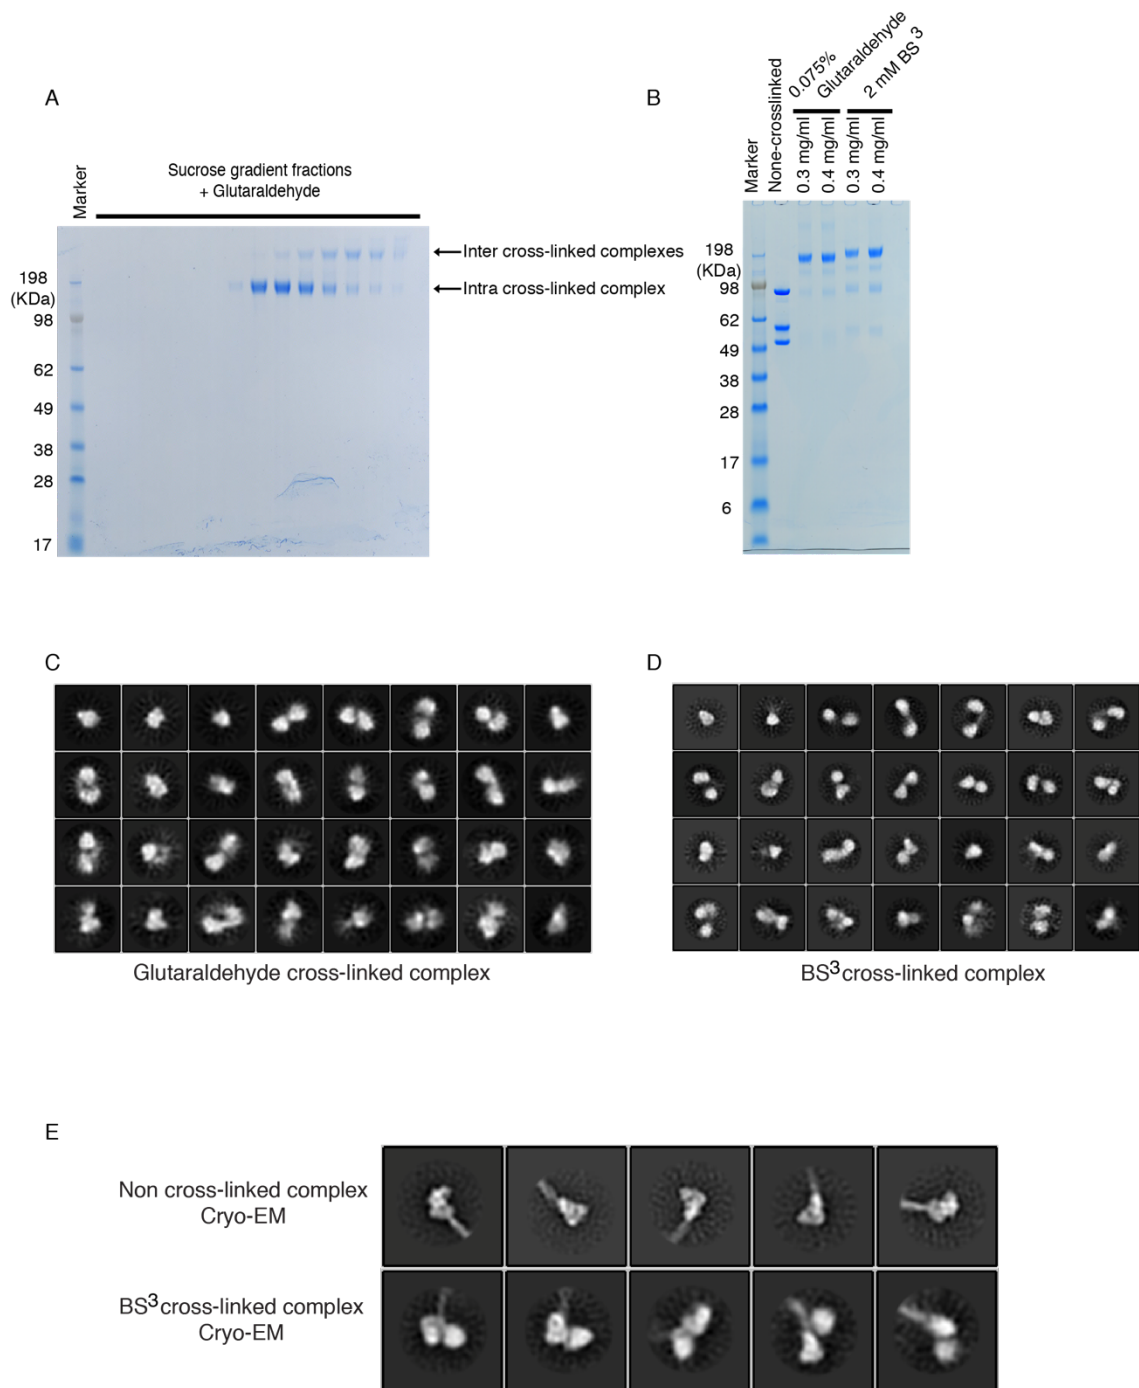 A
Marker
Sucrose gradient fractions
+ Glutaraldehyde
198
(KDa)
98
62
49
38
28
17
Inter cross-linked complexes
Intra cross-linked complex
B
Marker
None-crosslinked
0.075%
Glutaraldehyde
2 mM BS3
0.3 mg/ml
0.4 mg/ml
0.3 mg/ml
0.4 mg/ml
198
(KDa)
98
62
49
38
28
17
6
C
Glutaraldehyde cross-linked complex
D
BS3cross-linked complex
E
Non cross-linked complex
Cryo-EM
BS3cross-linked complex
Cryo-EM